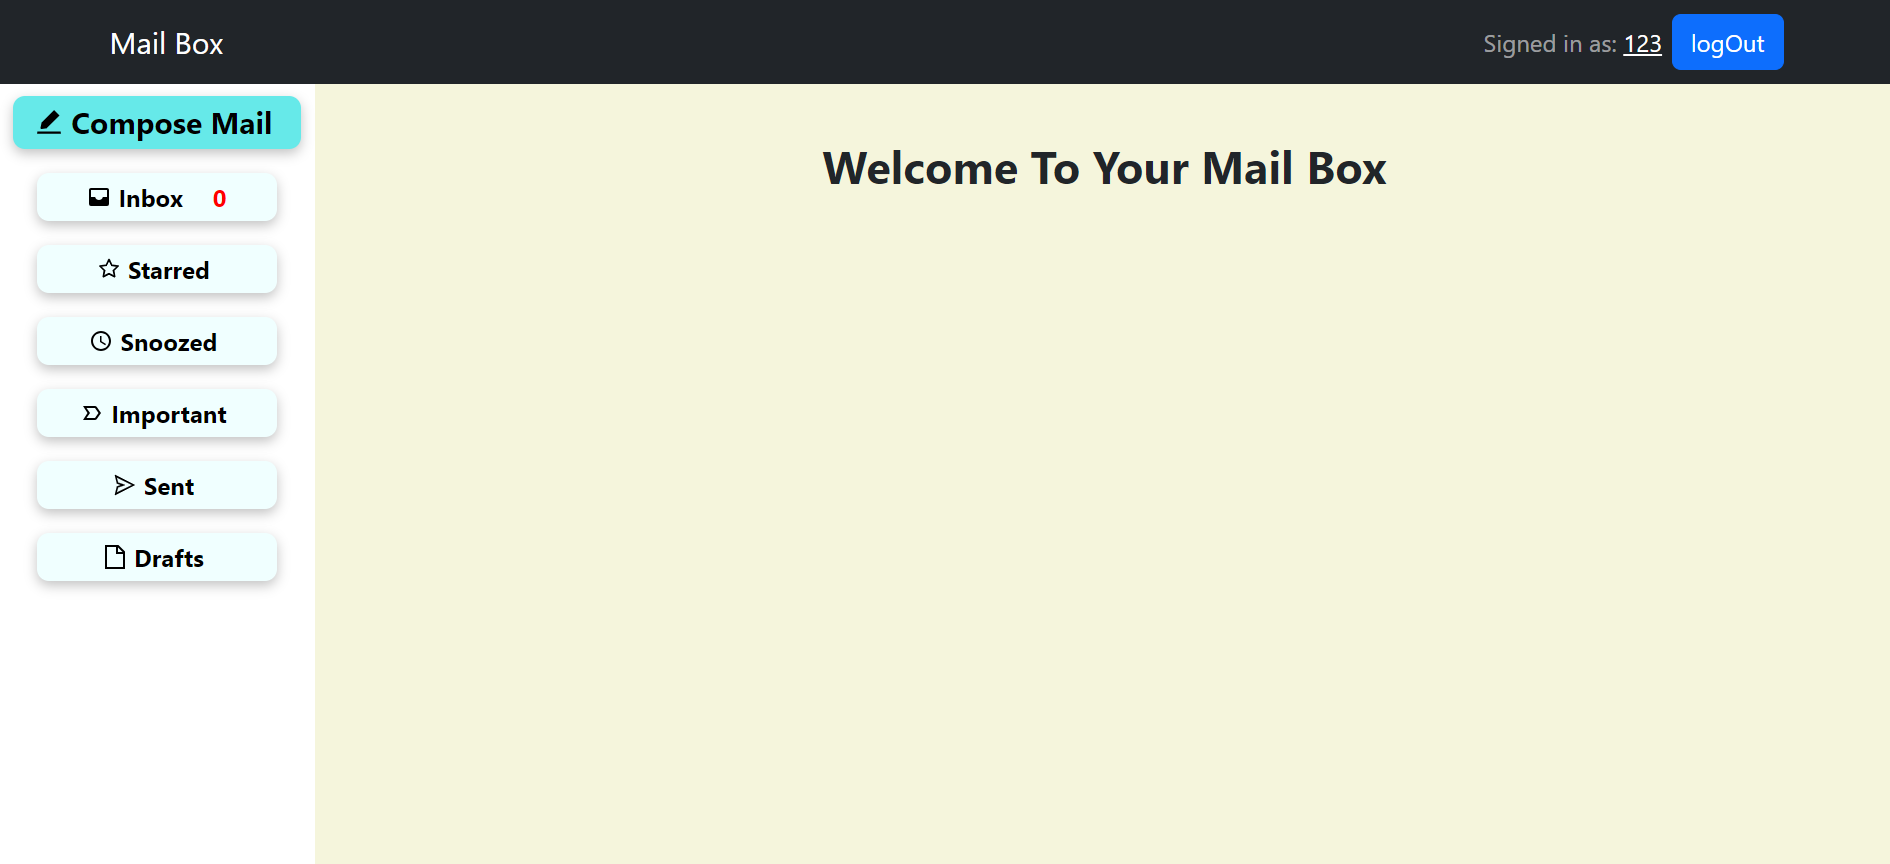 Mail Box
Signed in as: 123 logOut
Compose Mail
Inbox 0
Starred
Snoozed
Important
Sent
Drafts
Welcome To Your Mail Box